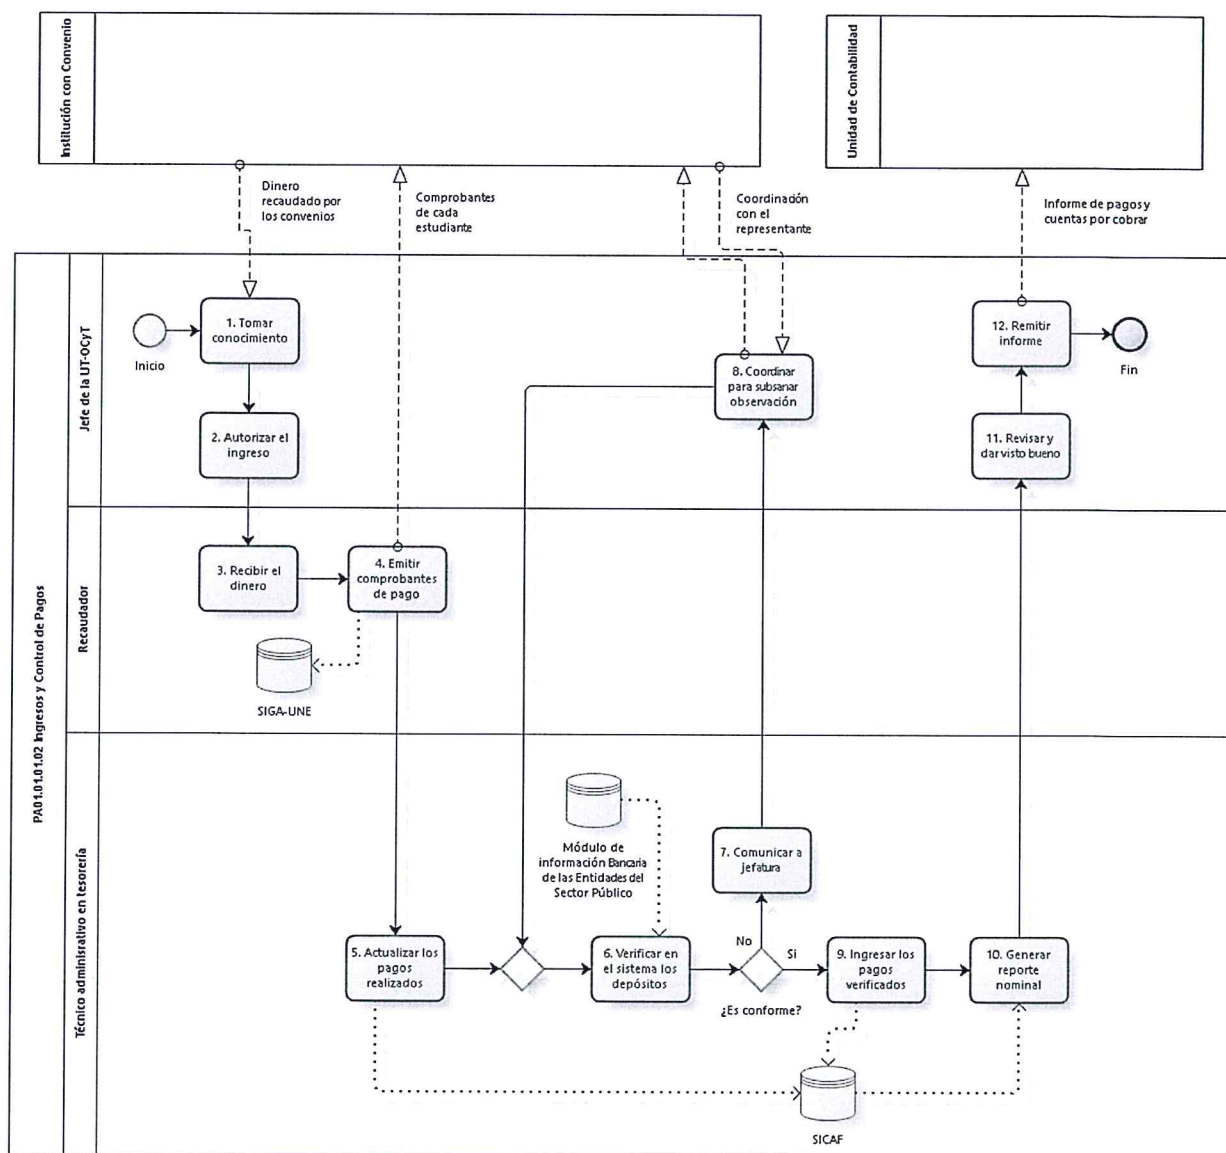 Institución con Convenio
Unidad de Contabilidad
Dinero
recaudado por
los convenios
Comprobantes
de cada
estudiante
Coordinación
con el
representante
Informe de pagos y
cuentas por cobrar
PA01.01.01.02 Ingresos y Control de Pagos
Jefe de la UT-OCyT
Inicio
1. Tomar
conocimiento
2. Autorizar el
ingreso
8. Coordinar
para subsanar
observación
12. Remitir
informe
Fin
11. Revisar y
dar visto bueno
Recaudador
3. Recibir el
dinero
4. Emitir
comprobantes
de pago
SIGA-UNE
Técnico adminisrativo en tesorería
Módulo de
información Bancaria
de las Entidades del
Sector Público
7. Comunicar a
jefatura
5. Actualizar los
pagos
realizados
6. Verificar en
el sistema los
depósitos
No
Si
¿Es conforme?
9. Ingresar los
pagos
verificados
10. Generar
reporte
nominal
SICAF